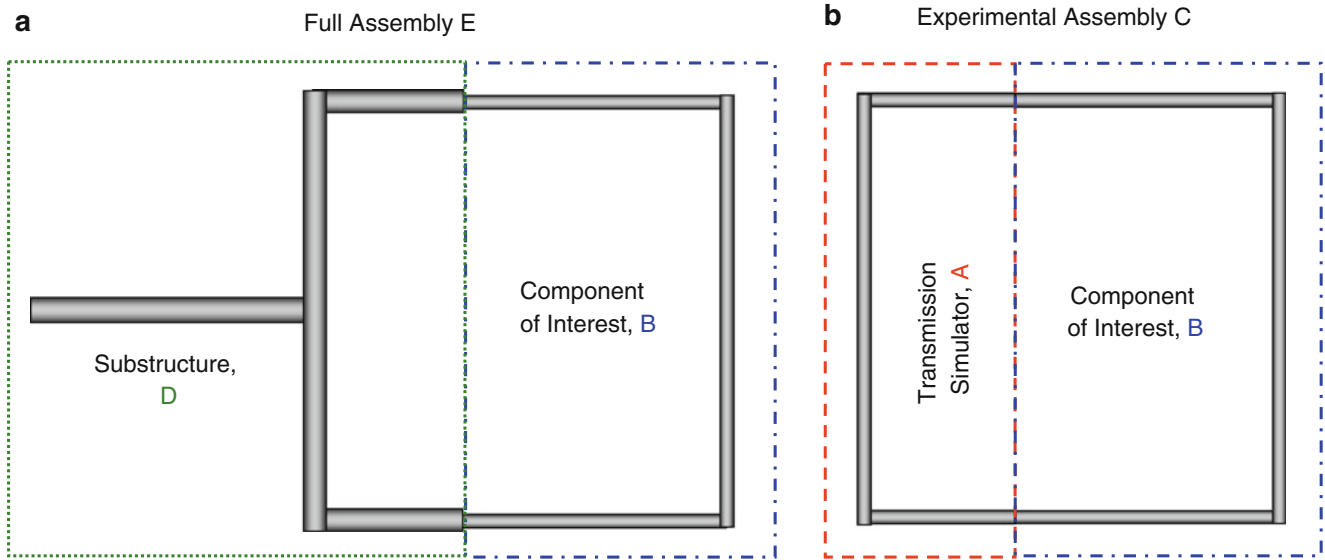 a
Full Assembly E
Component
of Interest, B
Substructure,
D
b
Experimental Assembly C
Transmission
Simulator, A
Component
of Interest, B